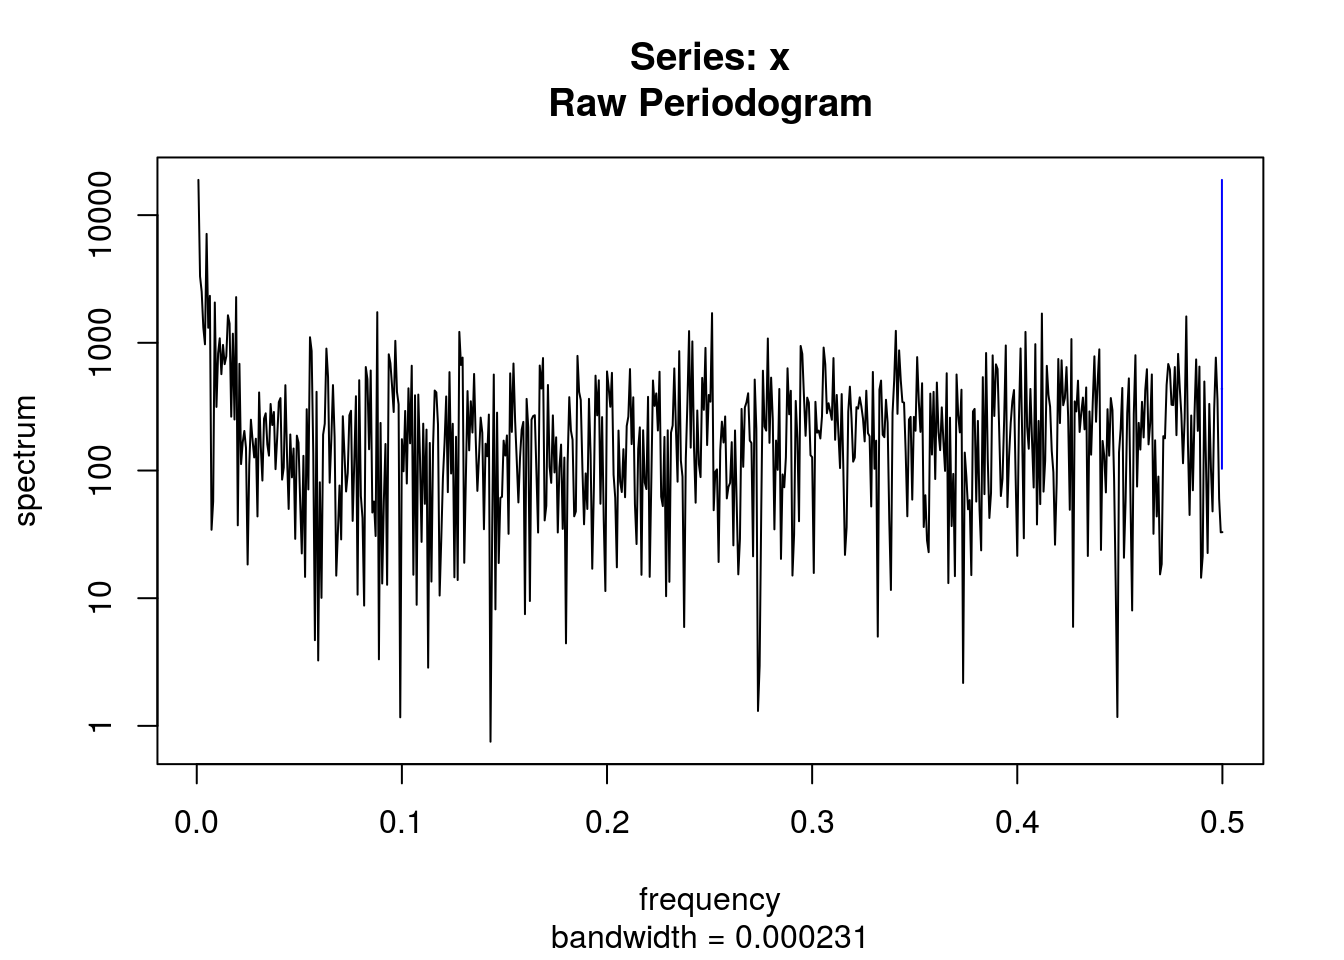 Series: x
Raw Periodogram
spectrum
10000
1000
100
10
1
0.0 0.1 0.2 0.3 0.4 0.5
frequency
bandwidth = 0.000231